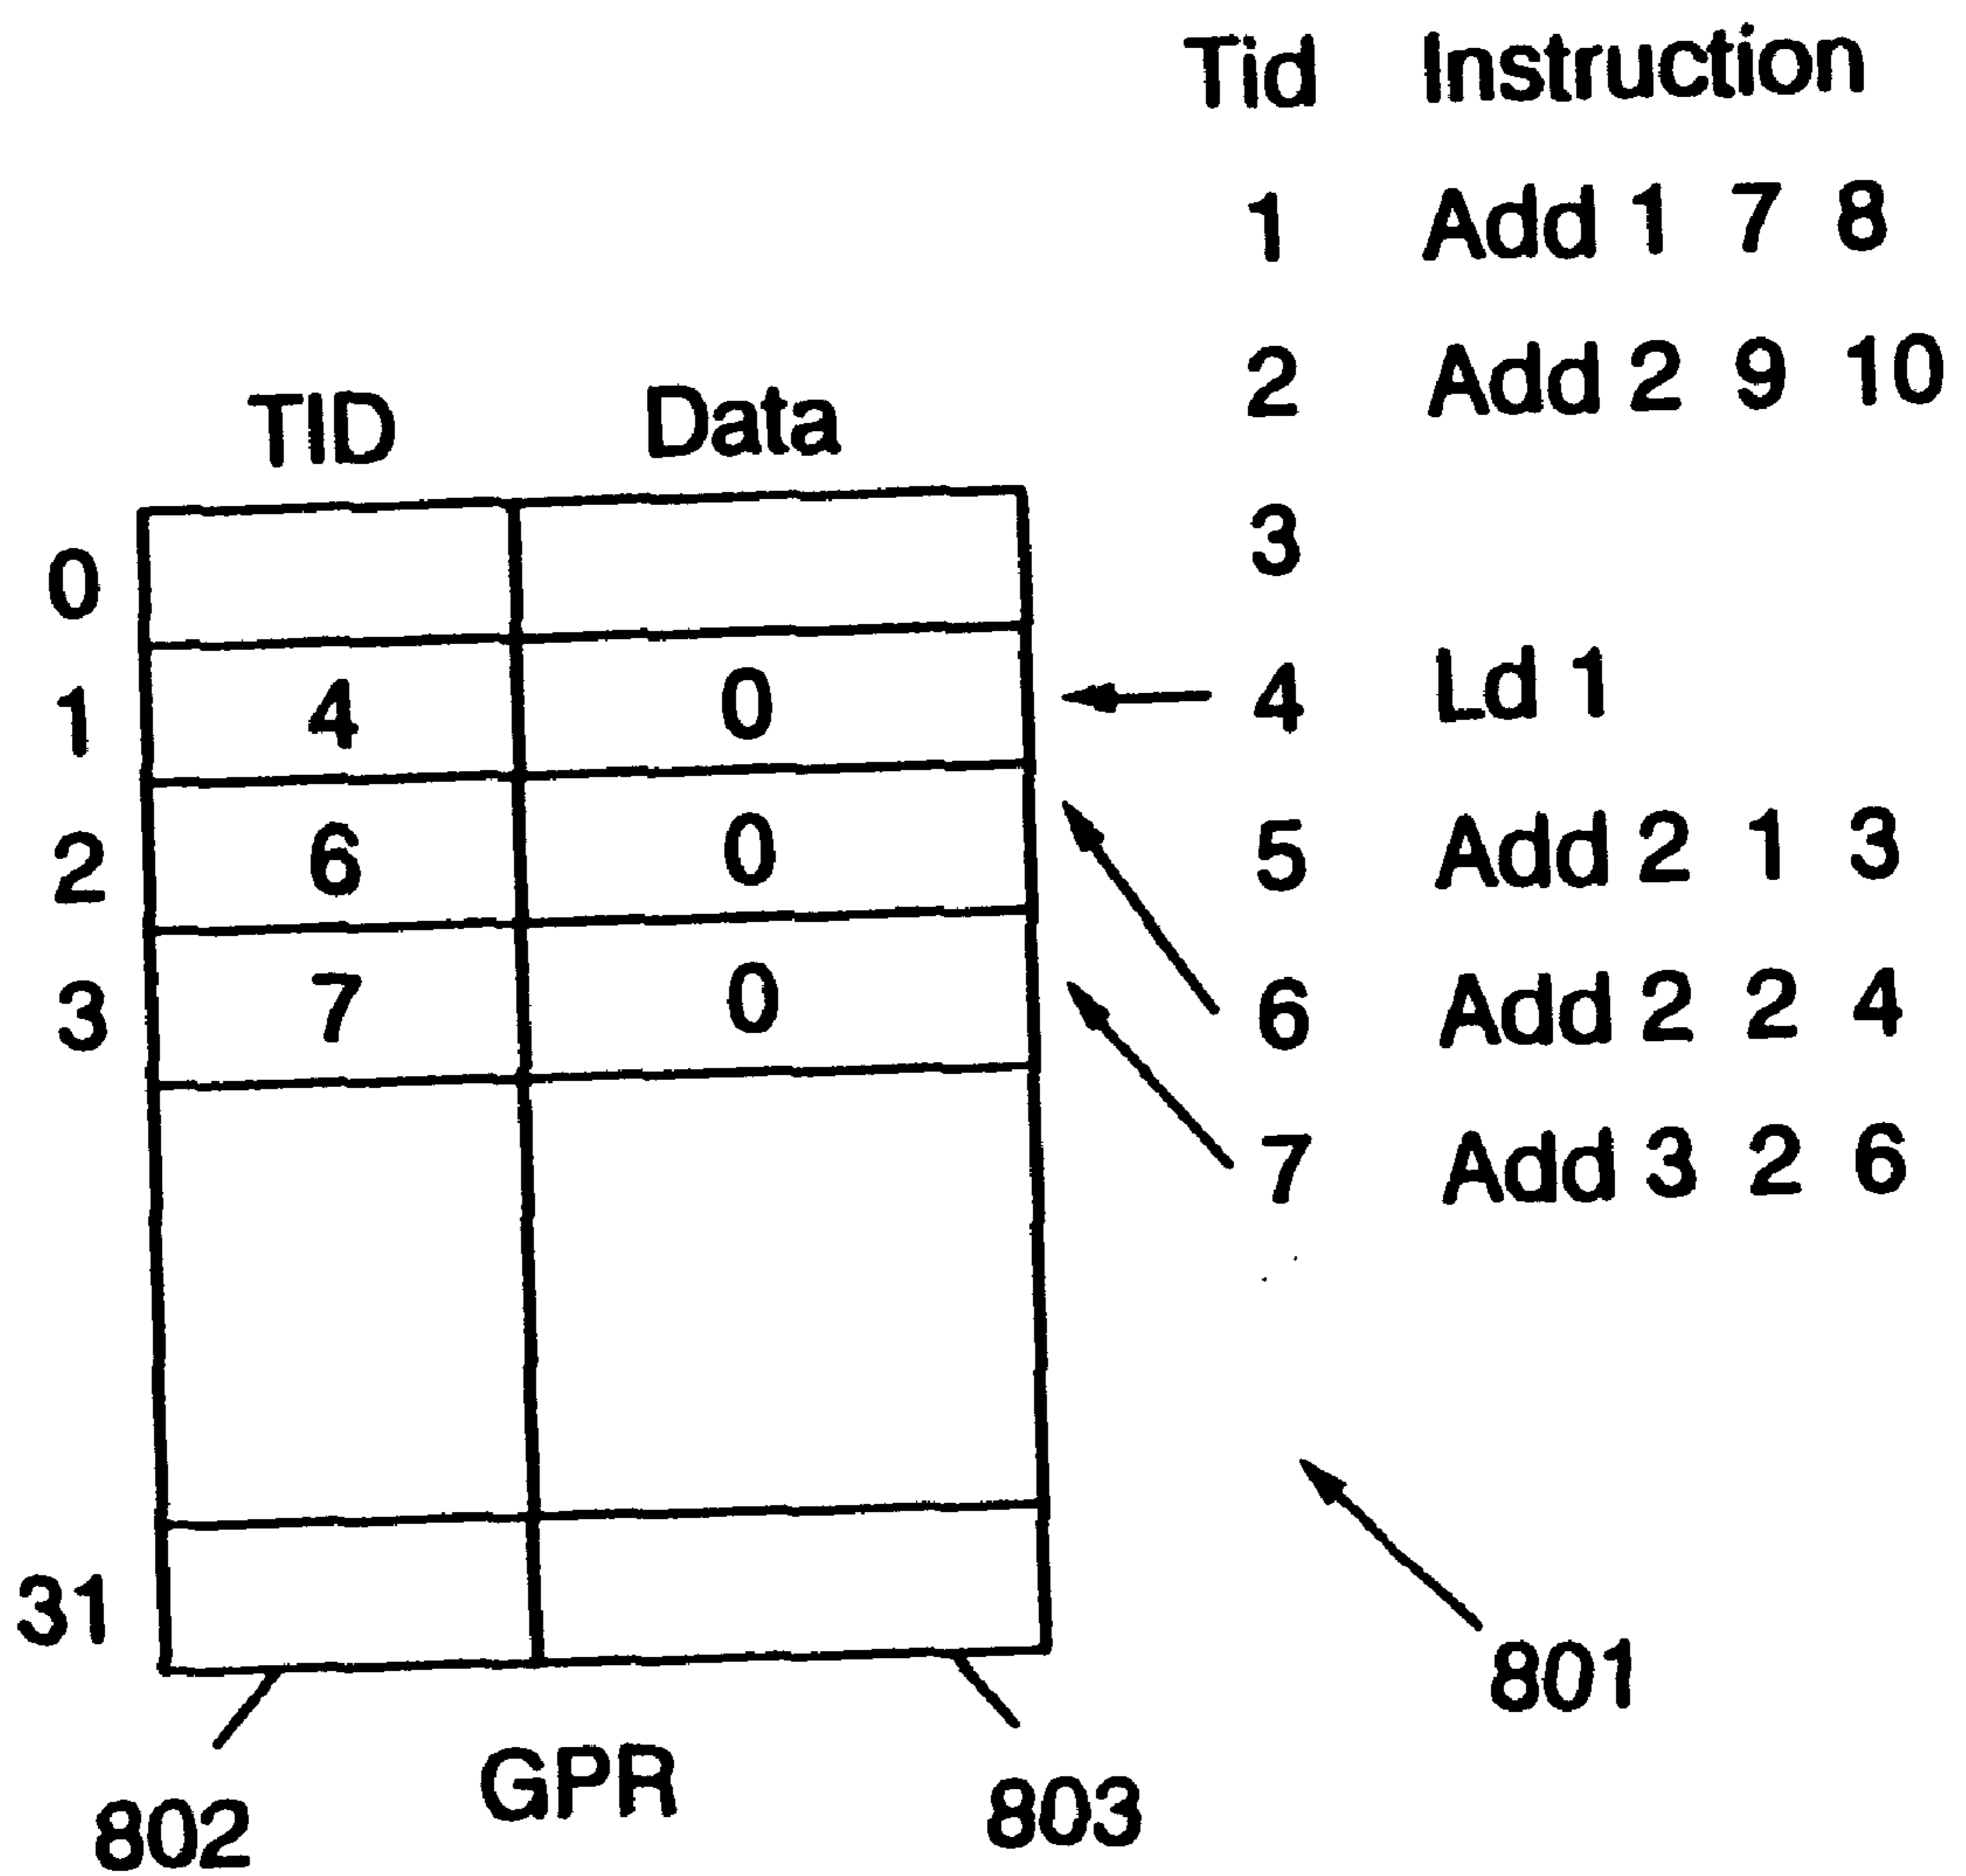 Tid Instruction
1 Add 1 7 8
2 Add 2 9 10
TID Data
3
0
1 4 0
4 Ld 1
2 6 0
5 Add 2 1 3
3 7 0
6 Add 2 2 4
7 Add 3 2 6
31
801
802 GPR 803